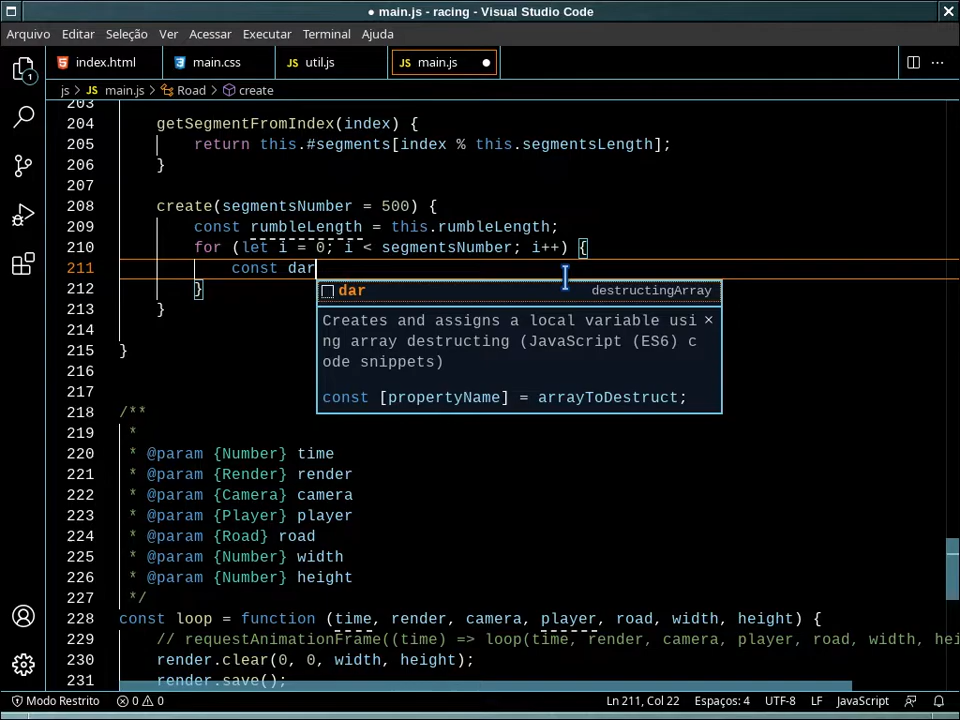 ● main.js - racing - Visual Studio Code
Arquivo Editar Seleção Ver Acessar Executar Terminal Ajuda
index.html main.css JS util.js JS main.js ●
js > JS main.js > Road > create
1
203
204 getSegmentFromIndex(index) {
205 return this.#segments[index % this.segmentsLength];
206 }
207
208 create(segmentsNumber = 500) {
209 const rumbleLength = this.rumbleLength;
210 for (let i = 0; i < segmentsNumber; i++) {
211 const dar
212 }
213 }
214
215 }
216
217
218 /**
219 *
220 * @param {Number} time
221 * @param {Render} render
222 * @param {Camera} camera
223 * @param {Player} player
224 * @param {Road} road
225 * @param {Number} width
226 * @param {Number} height
227 */
228 const loop = function (time, render, camera, player, road, width, height) {
229 // requestAnimationFrame((time) => loop(time, render, camera, player, road, width, hei
230 render.clear(0, 0, width, height);
231 render.save();
dar destructingArray
Creates and assigns a local variable usi
ng array destructing (JavaScript (ES6) c
ode snippets)
const [propertyName] = arrayToDestruct;
Modo Restrito 0 0 Ln 211, Col 22 Espaços: 4 UTF-8 LF JavaScript